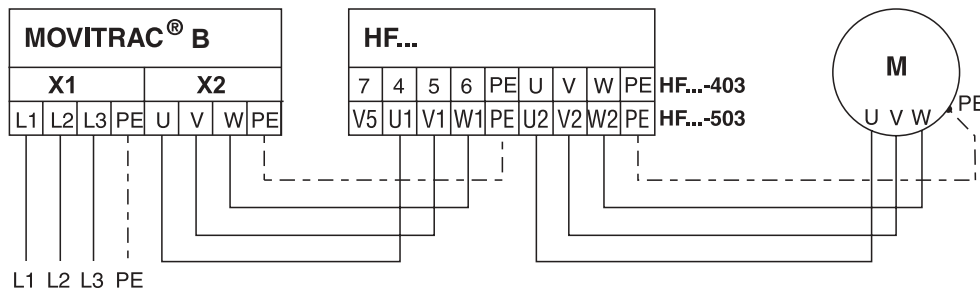 MOVITRAC® B HF...
M
X1 X2 7 4 5 6 PE U V W PE HF...-403
L1 L2 L3 PE U V W PE V5 U1 V1 W1 PE U2 V2 W2 PE HF...-503
PE
U V W
L1 L2 L3 PE